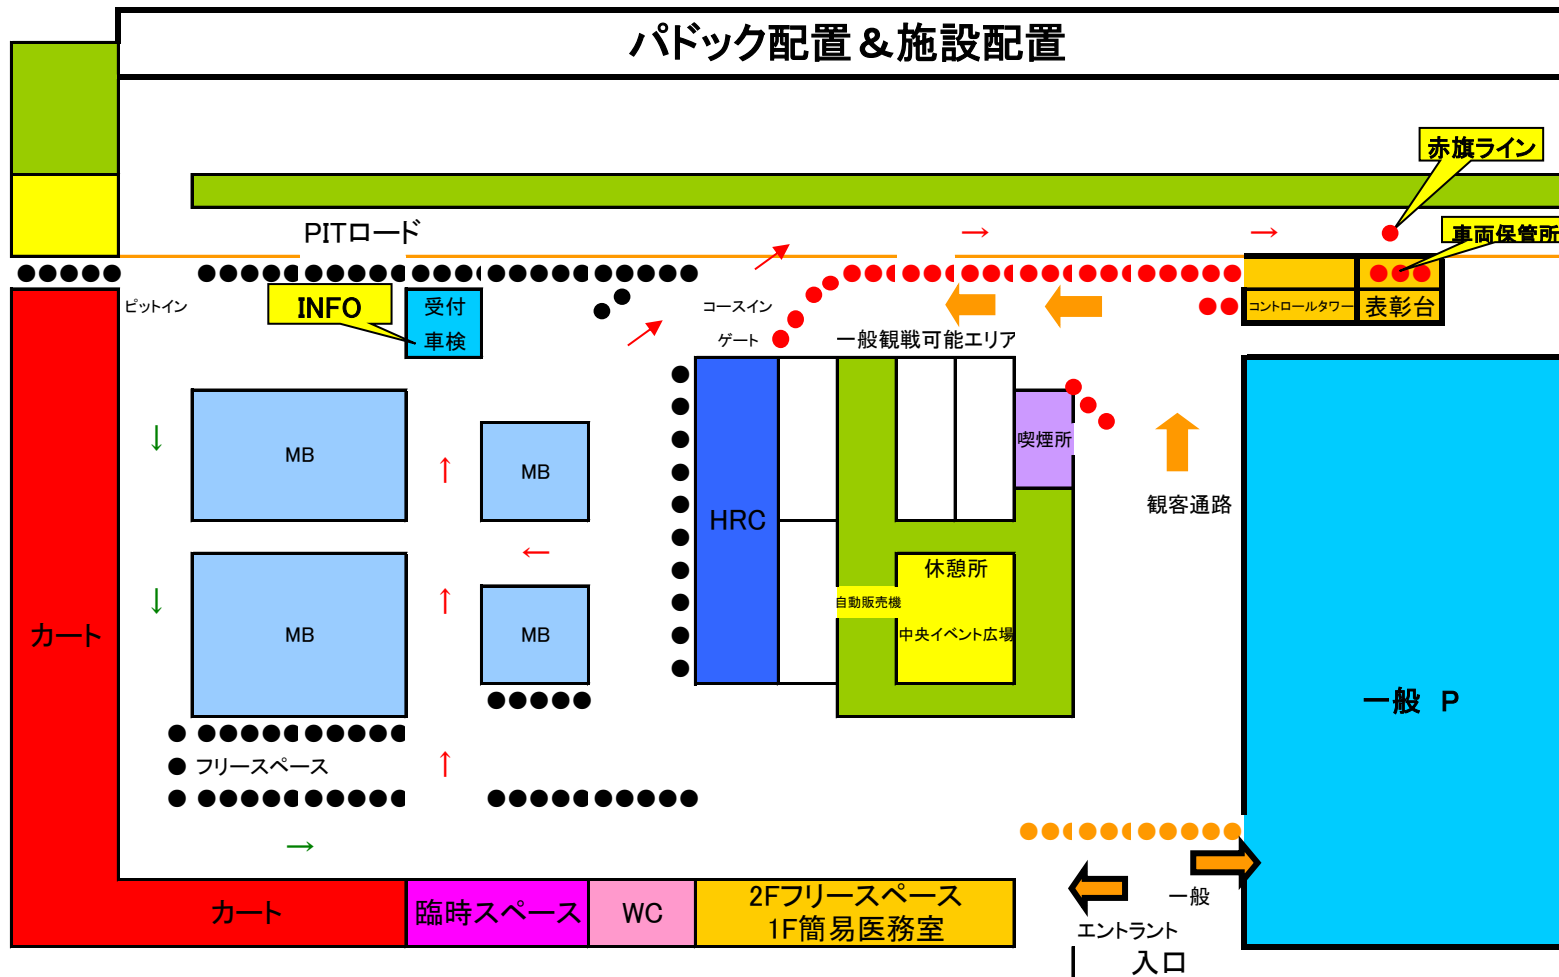 パドック配置＆施設配置
赤旗ライン
PITロード
→
→
車両保管所
ピットイン
INFO
受付
車検
コースイン
ゲート
コントロールタワー
表彰台
一般観戦可能エリア
↓
MB
↑
MB
HRC
喫煙所
観客通路
←
↓
MB
↑
MB
休憩所
自動販売機
中央イベント広場
カート
一般 P
フリースペース
↑
→
カート
臨時スペース
WC
2Fフリースペース
1F簡易医務室
一般
エントラント
入口